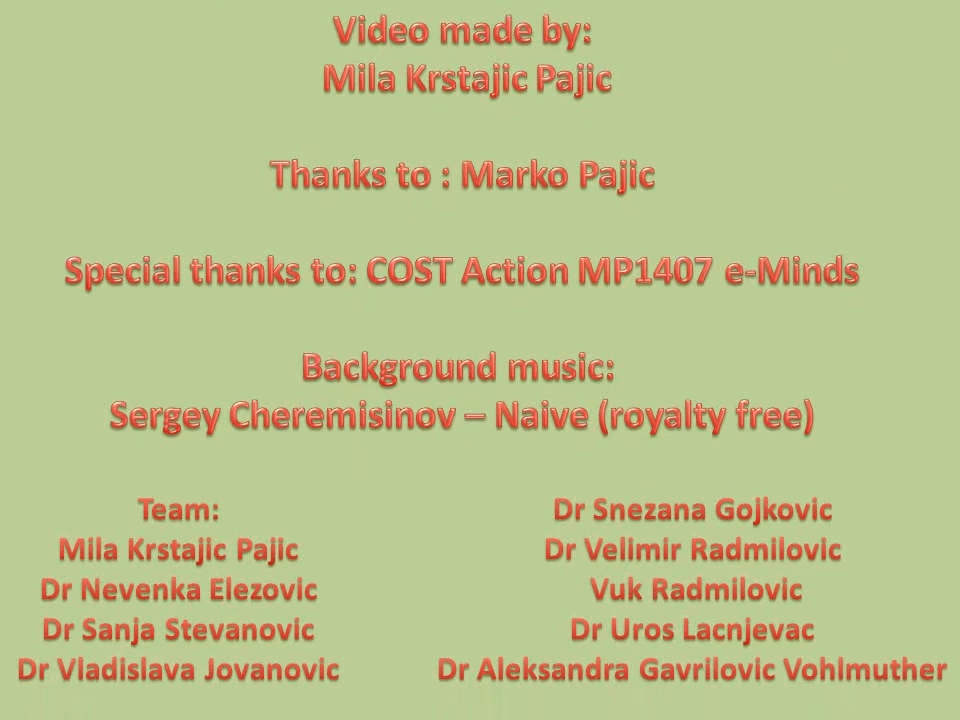 Video made by:
Mila Krstajic Pajic
Thanks to : Marko Pajic
Special thanks to: COST Action MP1407 e-Minds
Background music:
Sergey Cheremisinov – Naive (royalty free)
Team:
Mila Krstajic Pajic
Dr Nevenka Elezovic
Dr Sanja Stevanovic
Dr Vladislava Jovanovic
Dr Snezana Gojkovic
Dr Velimir Radmilovic
Vuk Radmilovic
Dr Uros Lacnjevac
Dr Aleksandra Gavrilovic Vohlmuther